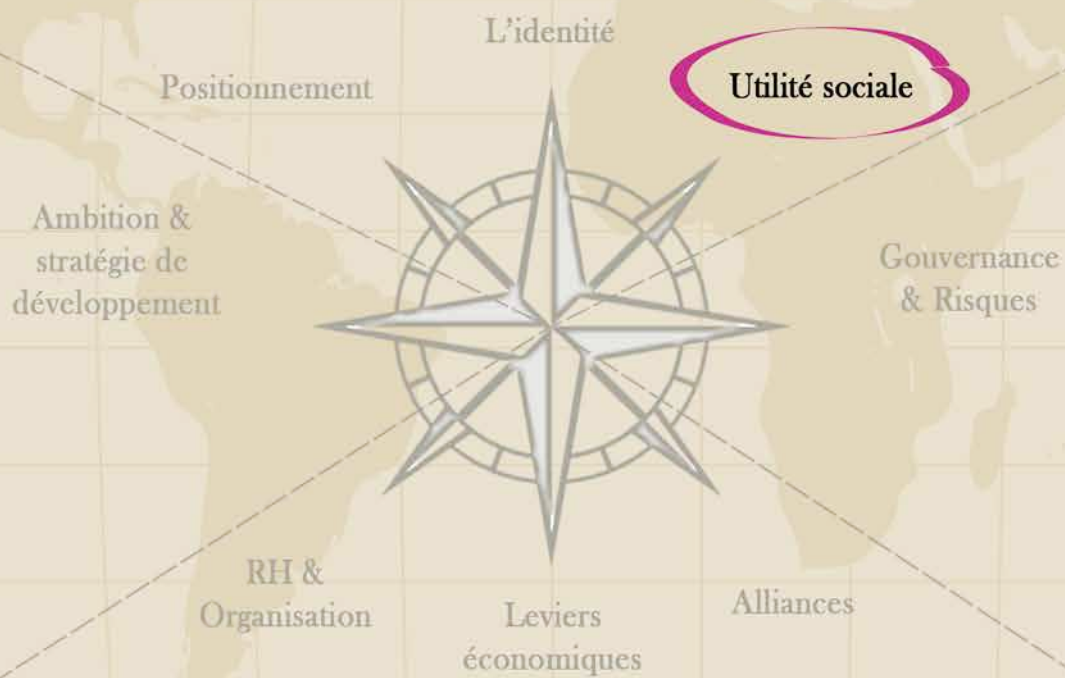 L'identité
Utilité sociale
Positionnement
Ambition &
stratégie de
développement
Gouvernance
& Risques
RH &
Organisation
Leviers
économiques
Alliances